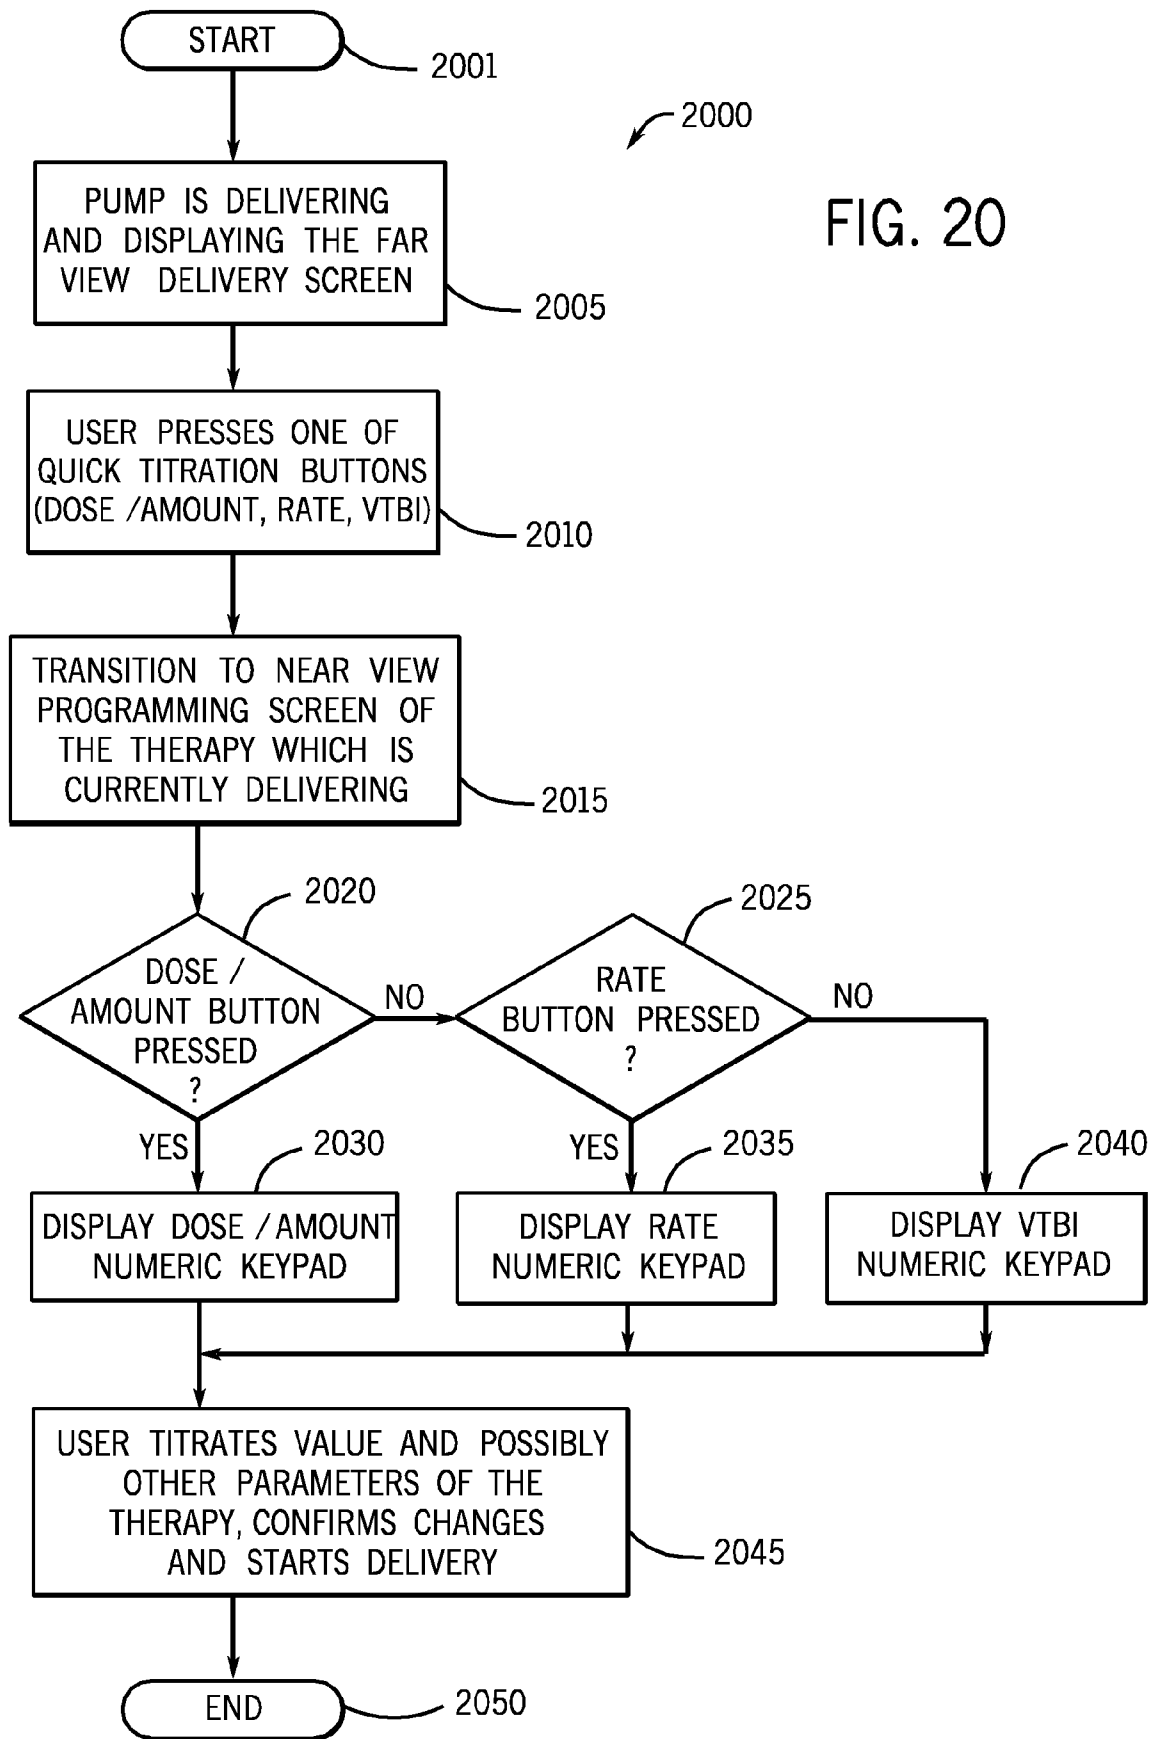 START
2001
2000
FIG. 20
PUMP IS DELIVERING
AND DISPLAYING THE FAR
VIEW DELIVERY SCREEN
2005
USER PRESSES ONE OF
QUICK TITRATION BUTTONS
(DOSE /AMOUNT, RATE, VTBI)
2010
TRANSITION TO NEAR VIEW
PROGRAMMING SCREEN OF
THE THERAPY WHICH IS
CURRENTLY DELIVERING
2015
2020
DOSE /
AMOUNT BUTTON
PRESSED
?
NO
2025
RATE
BUTTON PRESSED
?
NO
YES
2030
DISPLAY DOSE /AMOUNT
NUMERIC KEYPAD
YES
2035
DISPLAY RATE
NUMERIC KEYPAD
2040
DISPLAY VTBI
NUMERIC KEYPAD
USER TITRATES VALUE AND POSSIBLY
OTHER PARAMETERS OF THE
THERAPY, CONFIRMS CHANGES
AND STARTS DELIVERY
2045
END
2050